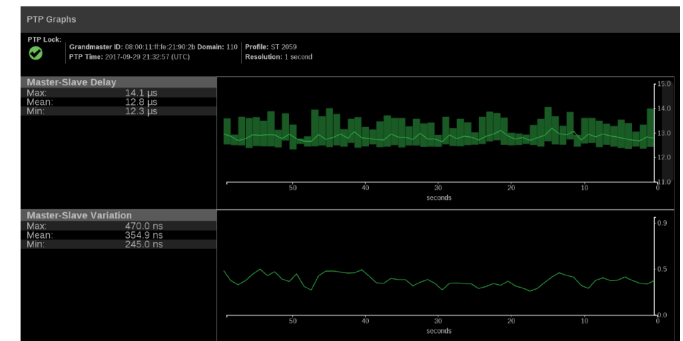 PTP Graphs
PTP Lock:
Grandmaster ID: 08:00:11:ff:fe:21:90:2b Domain: 110
PTP Time: 2017-09-29 21:32:57 (UTC)
Profile: ST 2059
Resolution: 1 second
Master-Slave Delay
Max: 14.1 µs
Mean: 12.8 µs
Min: 12.3 µs
15.0
14.0
13.0
12.0
11.0
50 40 30 20 10 0
seconds
Master-Slave Variation
Max: 470.0 ns
Mean: 354.9 ns
Min: 245.0 ns
0.9
0.5
0.0
50 40 30 20 10 0
seconds